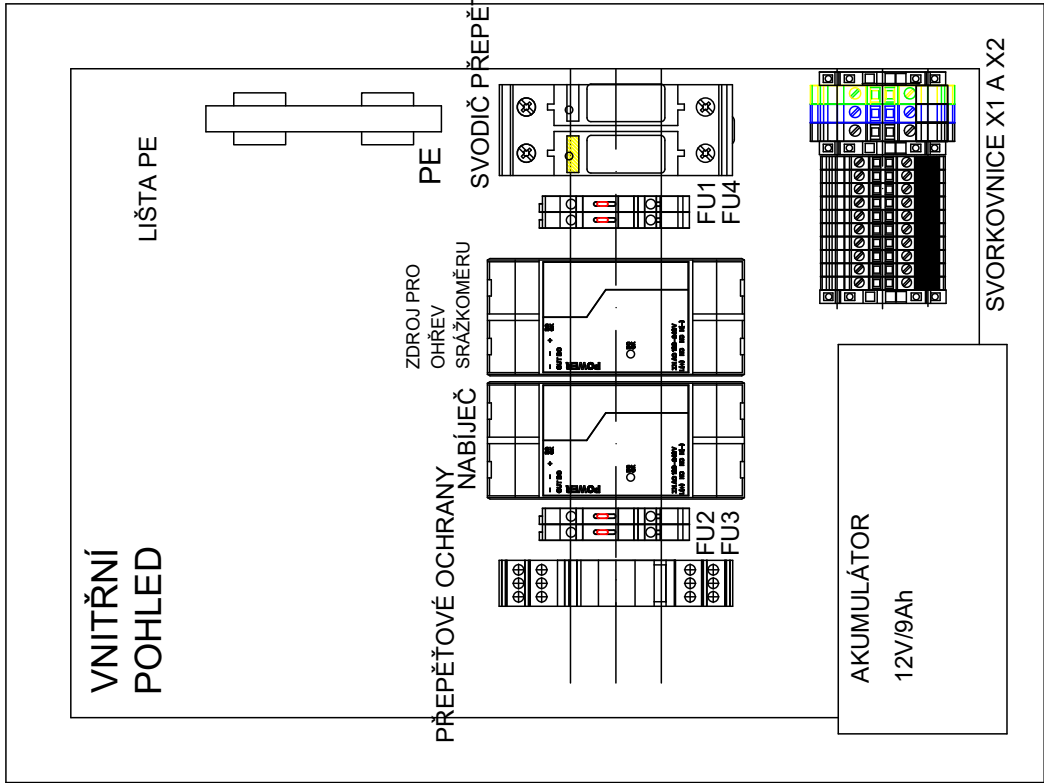 VNITŘNÍ
POHLED
LIŠTA PE
PE
PŘEPĚŤOVÉ OCHRANY
NABÍJEČ
ZDROJ PRO
OHŘEV
SRÁŽKOMĚRU
SVODIČ PŘEPĚ
FU2
FU3
FU1
FU4
POWER
POWER
AKUMULÁTOR
12V/9Ah
SVORKOVNICE X1 A X2